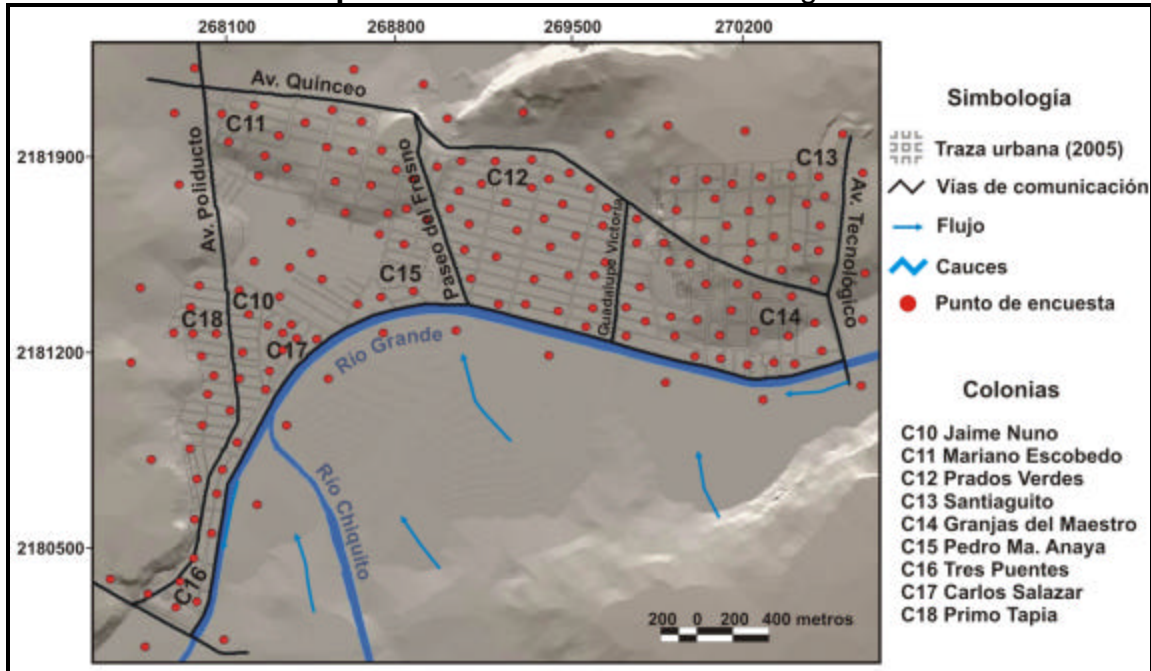 268100 268800 269500 270200
2181900
2181200
2180500
Av. Quinceo
Av. Poliducto
Paseo del Fresno
Guadalupe Victoria
Av. Tecnológico
C11
C12
C13
C15
C10
C18
C17
C14
C16
Río Grande
Río Chiquito
200 0 200 400 metros
Simbología
Traza urbana (2005)
Vías de comunicación
Flujo
Cauces
Punto de encuesta
Colonias
C10 Jaime Nuno
C11 Mariano Escobedo
C12 Prados Verdes
C13 Santiaguito
C14 Granjas del Maestro
C15 Pedro Ma. Anaya
C16 Tres Puentes
C17 Carlos Salazar
C18 Primo Tapia